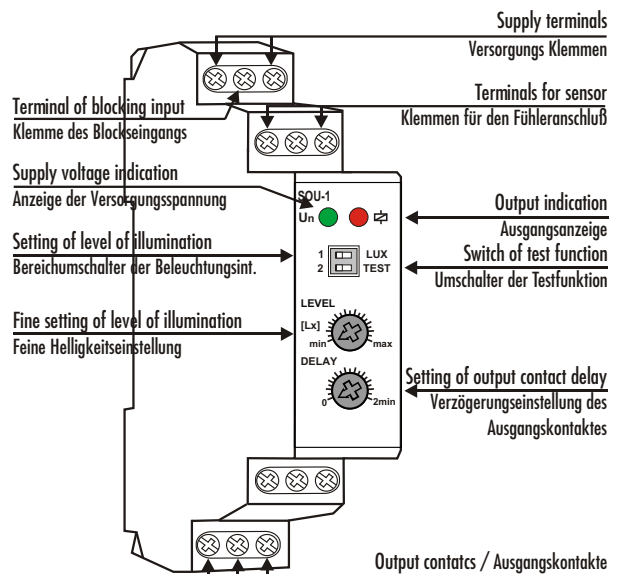 Supply terminals
Versorgungs Klemmen
Terminal of blocking input
Klemme des Blockseingangs
Terminals for sensor
Klemmen für den Fühleranschluß
Supply voltage indication
Anzeige der Versorgungsspannung
SOU-1
Un
Output indication
Ausgangsanzeige
Setting of level of illumination
Bereichumschalter der Beleuchtungsint.
1 LUX
2 TEST
Switch of test function
Umschalter der Testfunktion
Fine setting of level of illumination
Feine Helligkeitseinstellung
LEVEL
[Lx]
min max
DELAY
0 2min
Setting of output contact delay
Verzögerungseinstellung des
Ausgangskontaktes
Output contatcs / Ausgangskontakte